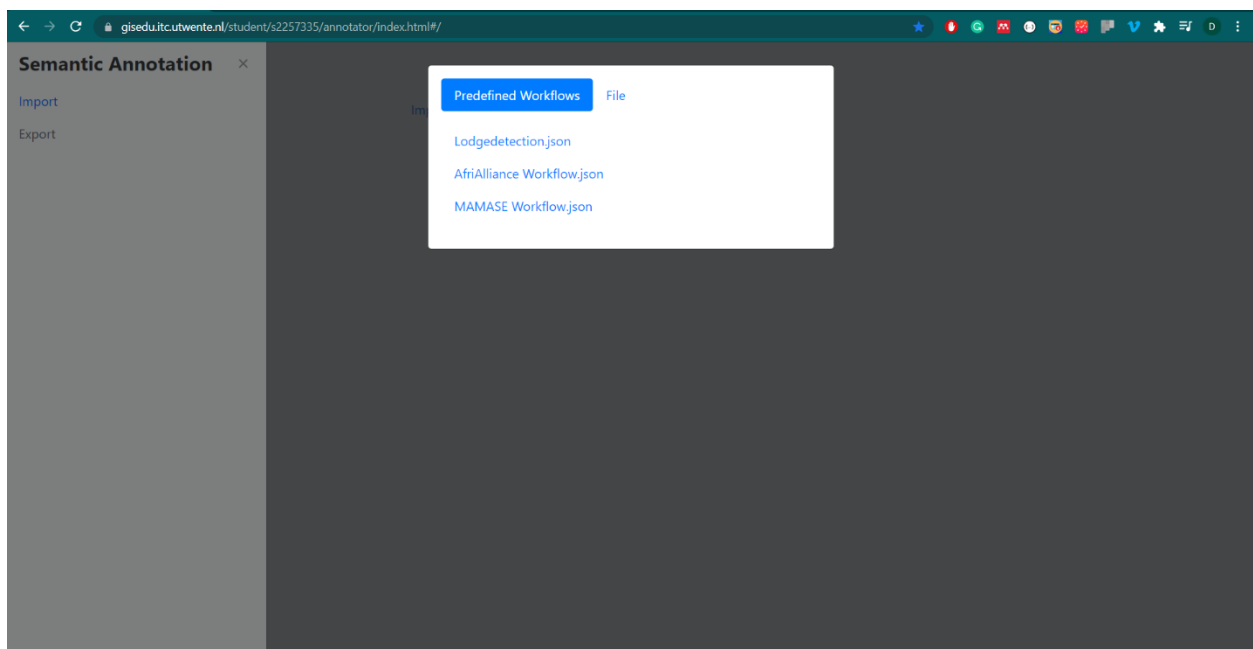 gisedu.itc.utwente.nl/student/s2257335/annotator/index.html#/
D
Semantic Annotation ×
Import
Export
Im
Predefined Workflows File
Lodgedetection.json
AfriAlliance Workflow.json
MAMASE Workflow.json